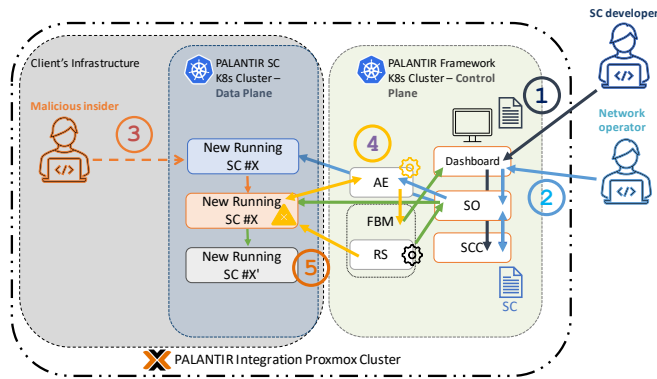 SC developer
Client's Infrastructure
PALANTIR SC
K8s Cluster –
Data Plane
PALANTIR Framework
K8s Cluster – Control
Plane
1
Malicious insider
3
4
Network
operator
New Running
SC #X
AE
Dashboard
New Running
SC #X
FBM
SO
2
New Running
SC #X'
5
RS
SCC
SC
PALANTIR Integration Proxmox Cluster